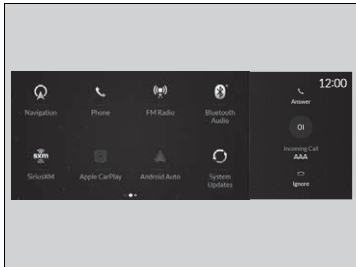 12:00
Navigation
Phone
FM Radio
Bluetooth
Audio
SiriusXM
Apple CarPlay
Android Auto
System
Updates
Answer
OI
Incoming Call
AAA
Ignore
sxm